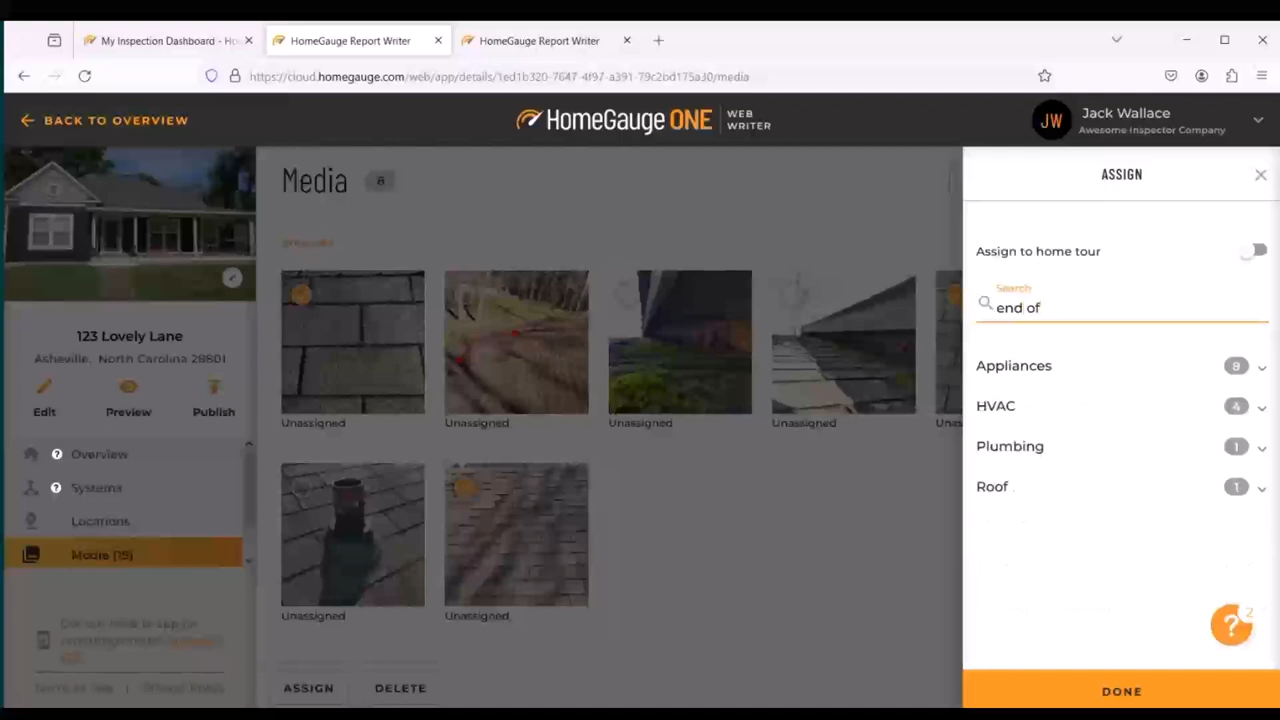 My Inspection Dashboard - Ho
HomeGauge Report Writer
HomeGauge Report Writer
https://cloud.homegauge.com/web/app/details/1ed1b320-7647-4f97-a391-79c2bd175a30/media
BACK TO OVERVIEW
HomeGauge ONE
WEB
WRITER
JW
Jack Wallace
Awesome Inspector Company
123 Lovely Lane
Asheville, North Carolina 28801
Edit
Preview
Publish
Overview
Systems
Locations
Media (15)
Media
8
Unassigned
Unassigned
Unassigned
Unassigned
Unas
Unassigned
Unassigned
ASSIGN
DELETE
ASSIGN
Assign to home tour
Search
end of
Appliances
8
HVAC
4
Plumbing
1
Roof
1
2
DONE